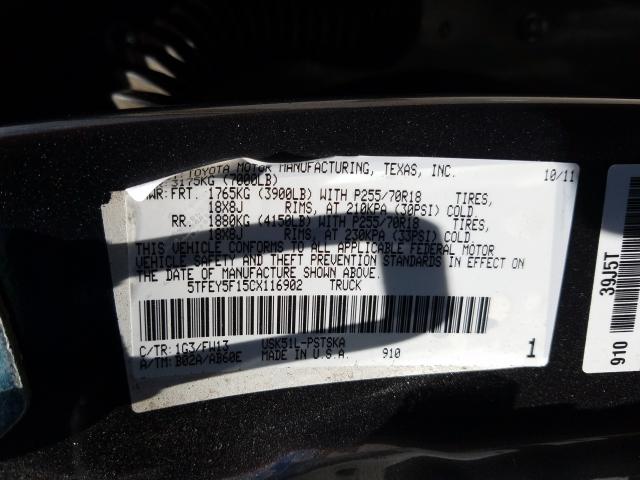 TOYOTA MOTOR MANUFACTURING, TEXAS, INC. 10/11
3175KG (7000LB)
WR: FRT. 1765KG (3900LB) WITH P255/70R18 TIRES,
18X8J RIMS, AT 210KPA (30PSI) COLD
RR. 1880KG (4150LB) WITH P255/70R18 TIRES,
18X8J RIMS, AT 230KPA (33PSI) COLD
THIS VEHICLE CONFORMS TO ALL APPLICABLE FEDERAL MOTOR
VEHICLE SAFETY AND THEFT PREVENTION STANDARDS IN EFFECT ON
THE DATE OF MANUFACTURE SHOWN ABOVE.
5TFEY5F15CX116902 TRUCK
C/TR: 1G3/FW13 USK51L-PSTSKA
A/TM: B02A/AB60E MADE IN U.S.A. 910 1
910 39J5T